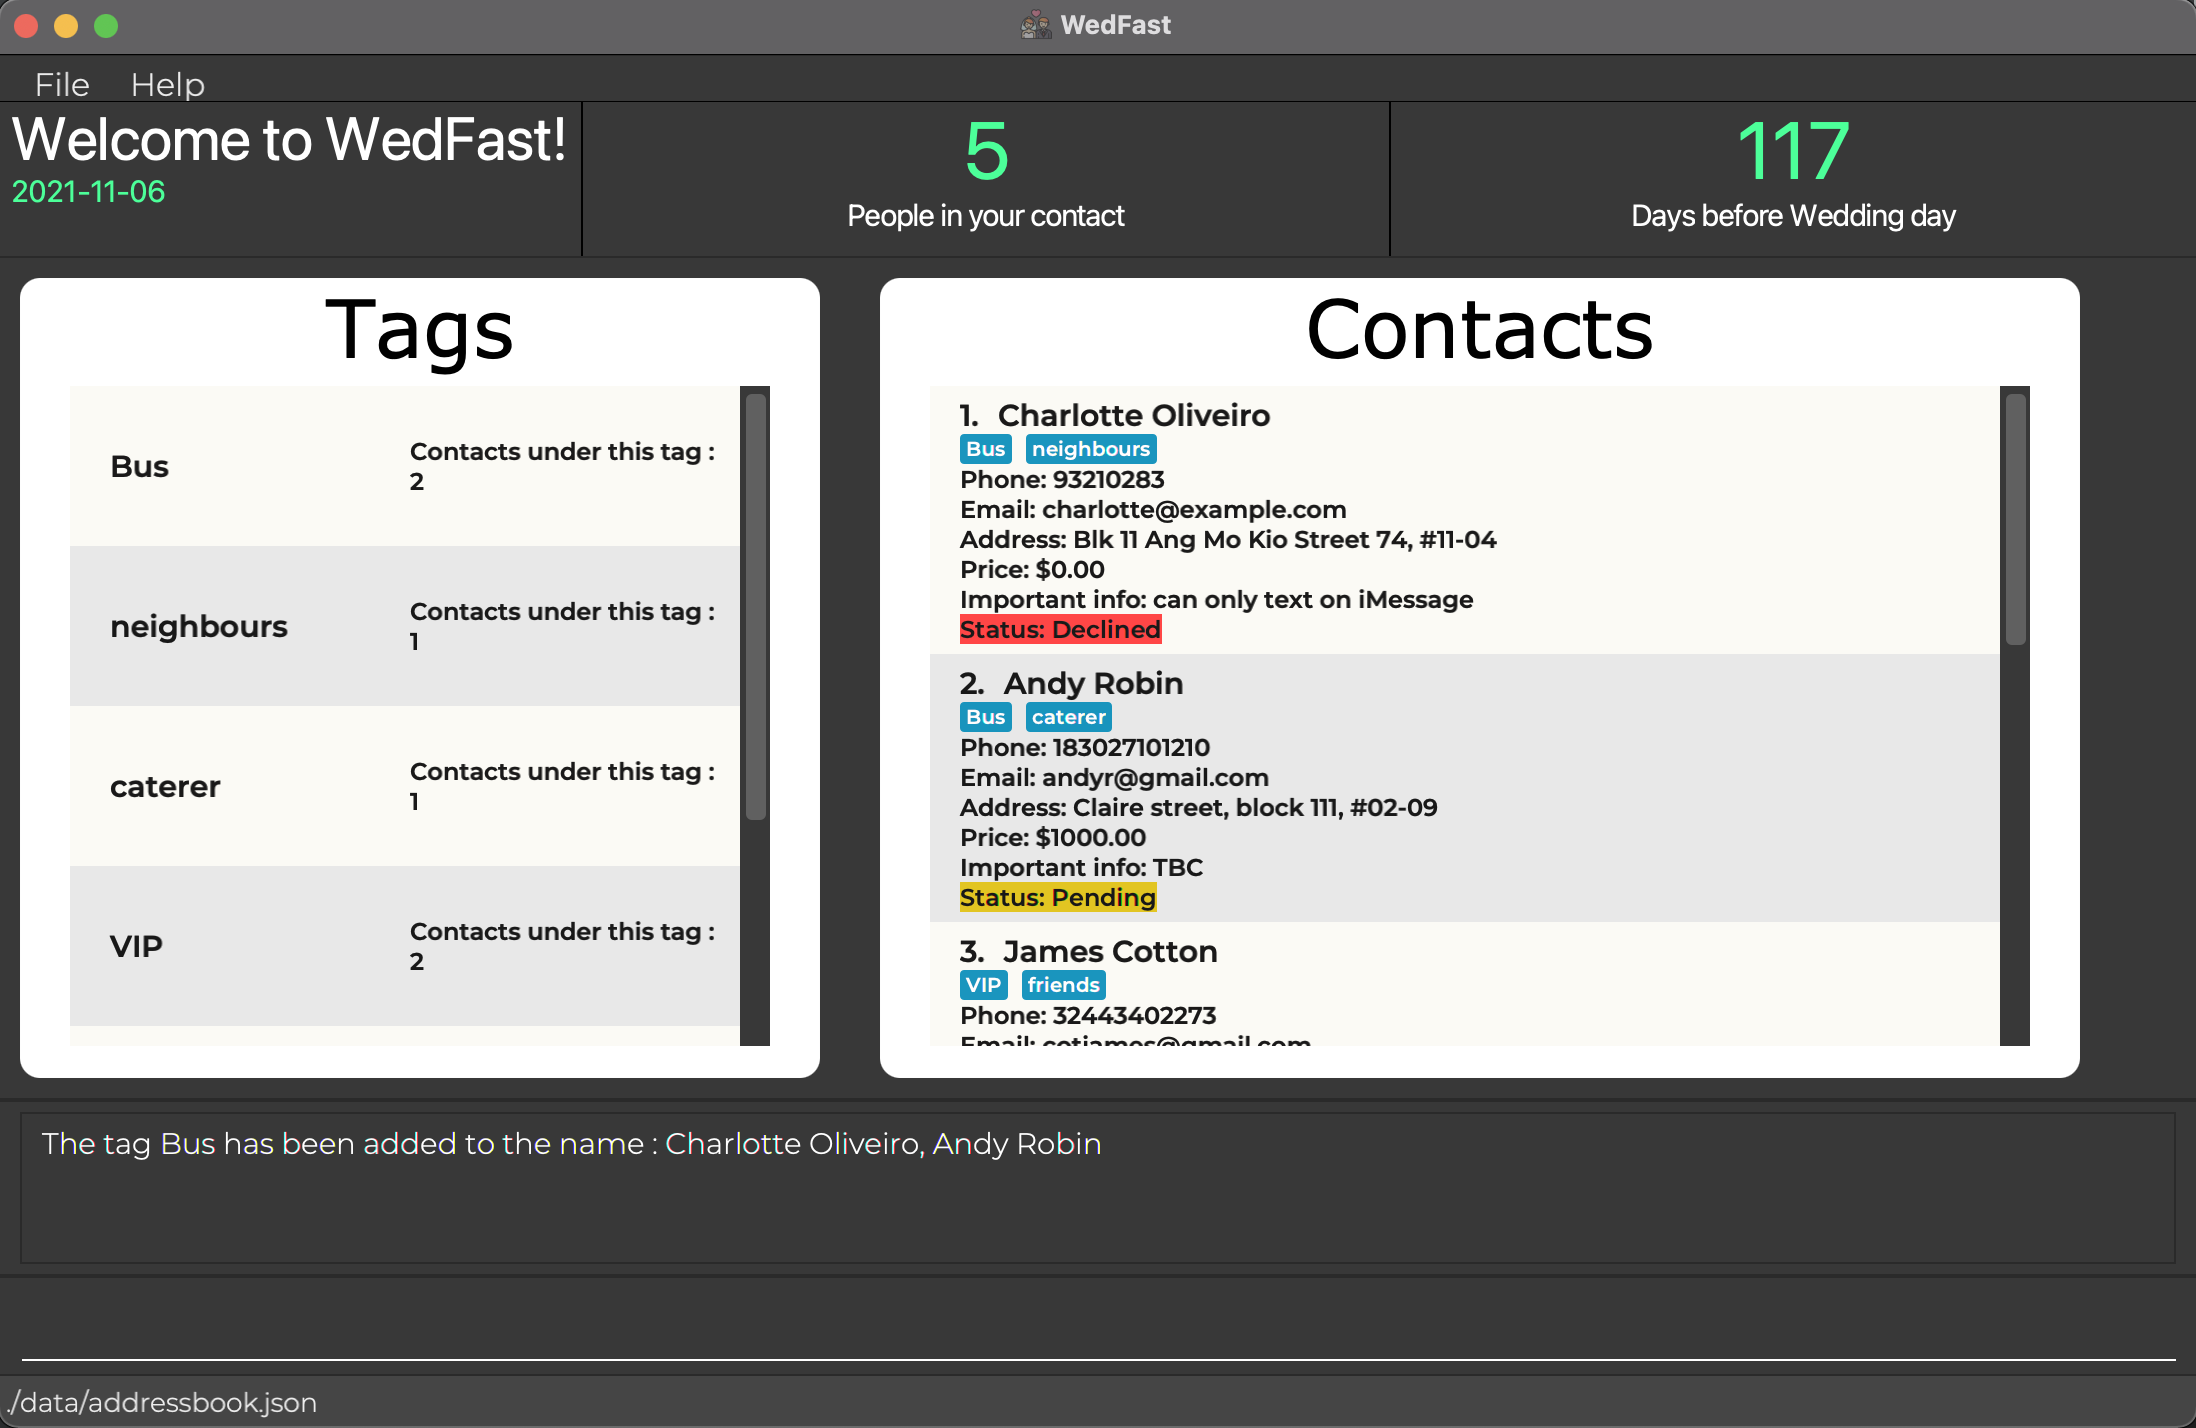 WedFast
File Help
Welcome to WedFast!
2021-11-06
5
People in your contact
117
Days before Wedding day
Tags
Bus
Contacts under this tag :
2
neighbours
Contacts under this tag :
1
caterer
Contacts under this tag :
1
VIP
Contacts under this tag :
2
Contacts
1. Charlotte Oliveiro
Bus neighbours
Phone: 93210283
Email: charlotte@example.com
Address: Blk 11 Ang Mo Kio Street 74, #11-04
Price: $0.00
Important info: can only text on iMessage
Status: Declined
2. Andy Robin
Bus caterer
Phone: 183027101210
Email: andyr@gmail.com
Address: Claire street, block 111, #02-09
Price: $1000.00
Important info: TBC
Status: Pending
3. James Cotton
VIP friends
Phone: 32443402273
Email: cotjames@gmail.com
The tag Bus has been added to the name : Charlotte Oliveiro, Andy Robin
./data/addressbook.json